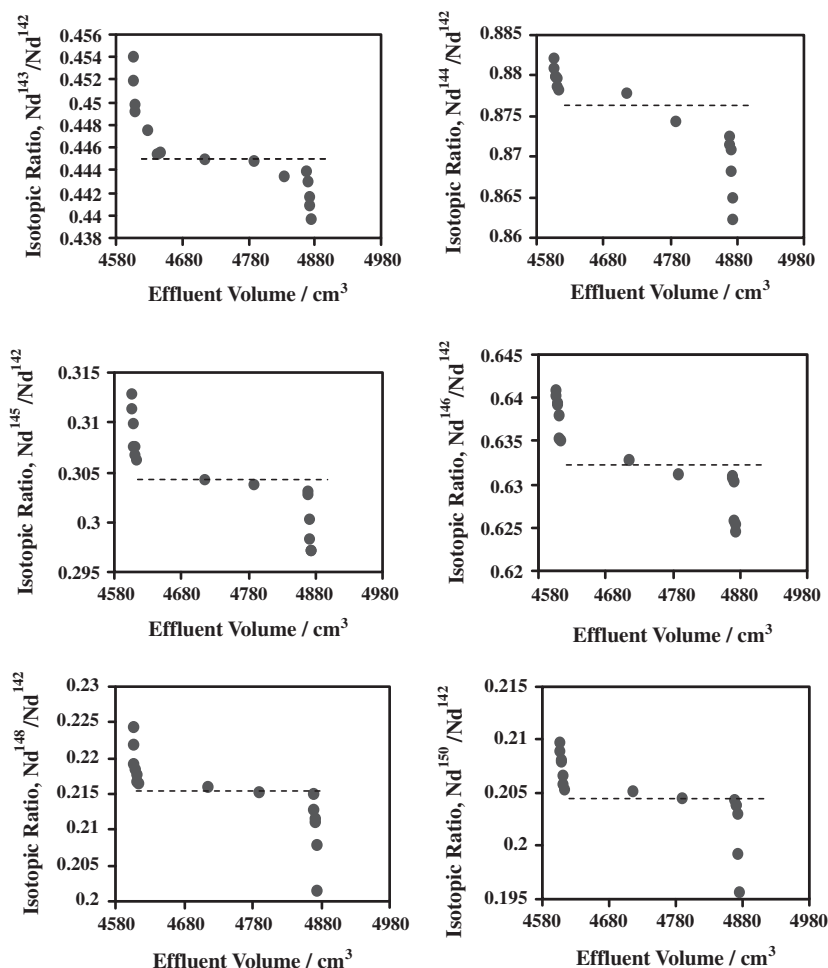 Isotopic Ratio, Nd¹⁴³/Nd¹⁴²
0.456
0.454
0.452
0.45
0.448
0.446
0.444
0.442
0.44
0.438
4580 4680 4780 4880 4980
Effluent Volume / cm³
Isotopic Ratio, Nd¹⁴⁴/Nd¹⁴²
0.885
0.88
0.875
0.87
0.865
0.86
4580 4680 4780 4880 4980
Effluent Volume / cm³
Isotopic Ratio, Nd¹⁴⁵/Nd¹⁴²
0.315
0.31
0.305
0.3
0.295
4580 4680 4780 4880 4980
Effluent Volume / cm³
Isotopic Ratio, Nd¹⁴⁶/Nd¹⁴²
0.645
0.64
0.635
0.63
0.625
0.62
4580 4680 4780 4880 4980
Effluent Volume / cm³
Isotopic Ratio, Nd¹⁴⁸/Nd¹⁴²
0.23
0.225
0.22
0.215
0.21
0.205
0.2
4580 4680 4780 4880 4980
Effluent Volume / cm³
Isotopic Ratio, Nd¹⁵⁰/Nd¹⁴²
0.215
0.21
0.205
0.2
0.195
4580 4680 4780 4880 4980
Effluent Volume / cm³